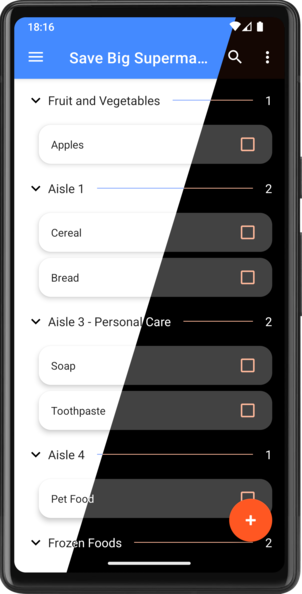 18:16
Save Big Superma...
Fruit and Vegetables 1
Apples
Aisle 1 2
Cereal
Bread
Aisle 3 - Personal Care 2
Soap
Toothpaste
Aisle 4 1
Pet Food
Frozen Foods 2